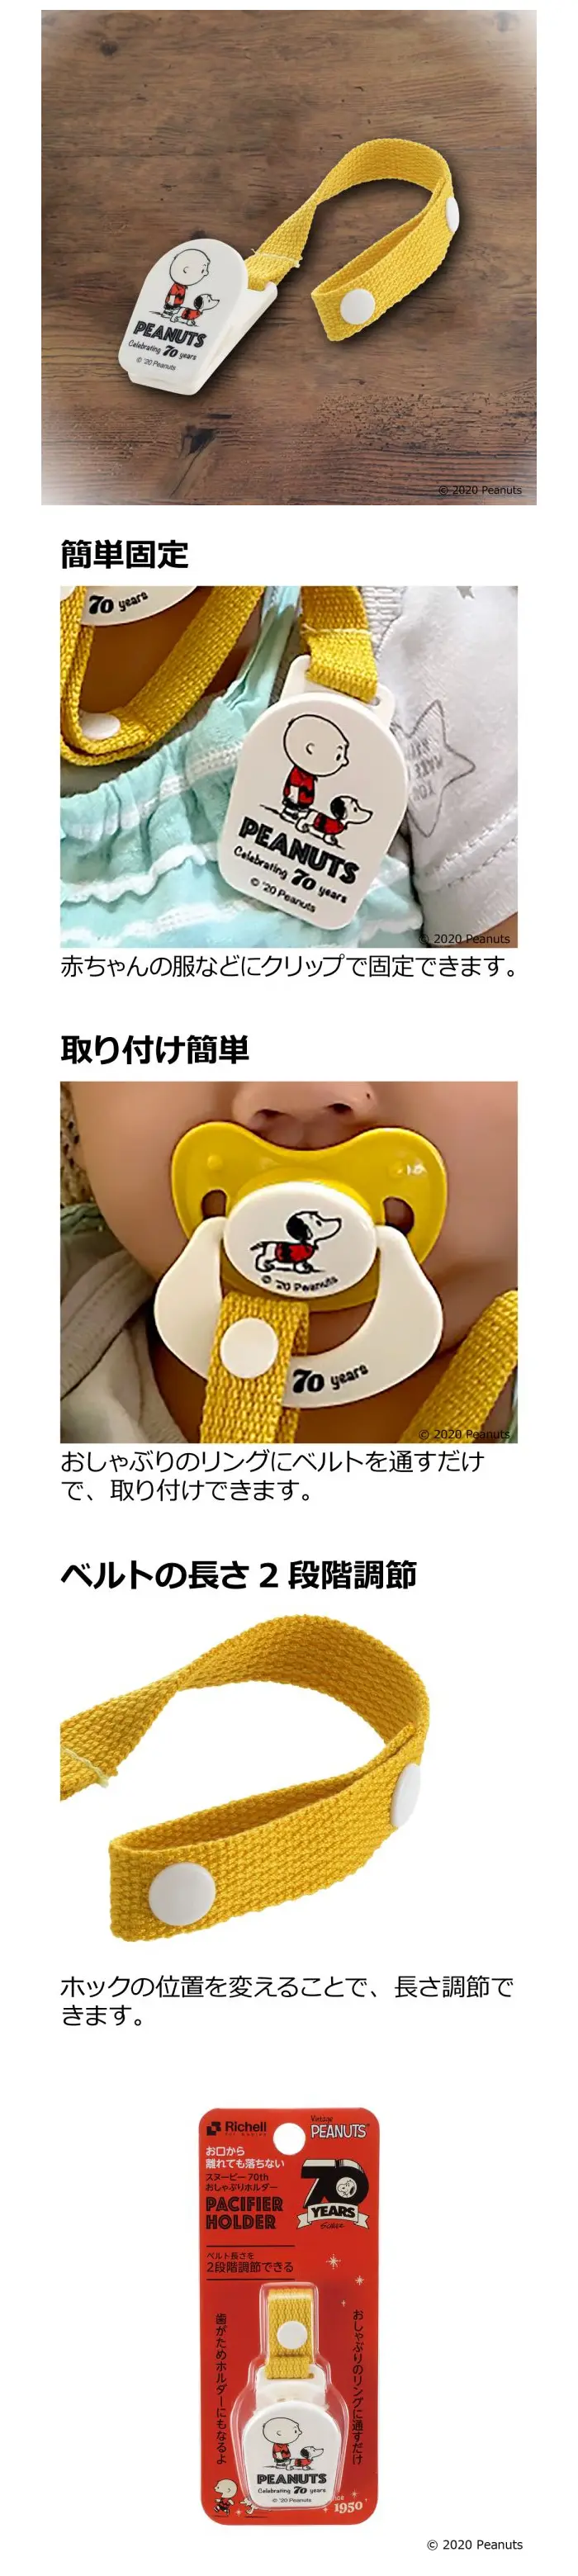 PEANUTS
Celebrating 70 years
© '20 Peanuts
© 2020 Peanuts
簡単固定
70 years
PEANUTS
Celebrating 70 years
© '20 Peanuts
© 2020 Peanuts
赤ちゃんの服などにクリップで固定できます。
取り付け簡単
© '20 Peanuts
70 years
© 2020 Peanuts
おしゃぶりのリングにベルトを通すだけ
で、取り付けできます。
ベルトの長さ2段階調節
ホックの位置を変えることで、長さ調節で
きます。
Richell
Vintage
PEANUTS
お口から
離れても落ちない
スヌーピー 70th
おしゃぶりホルダー
PACIFIER
HOLDER
70
YEARS
ベルト長さを
2段階調節できる
おしゃぶりのリングに通すだけ
歯がためホルダーにもなるよ
PEANUTS
Celebrating 70 years
© '20 Peanuts
1950
© 2020 Peanuts